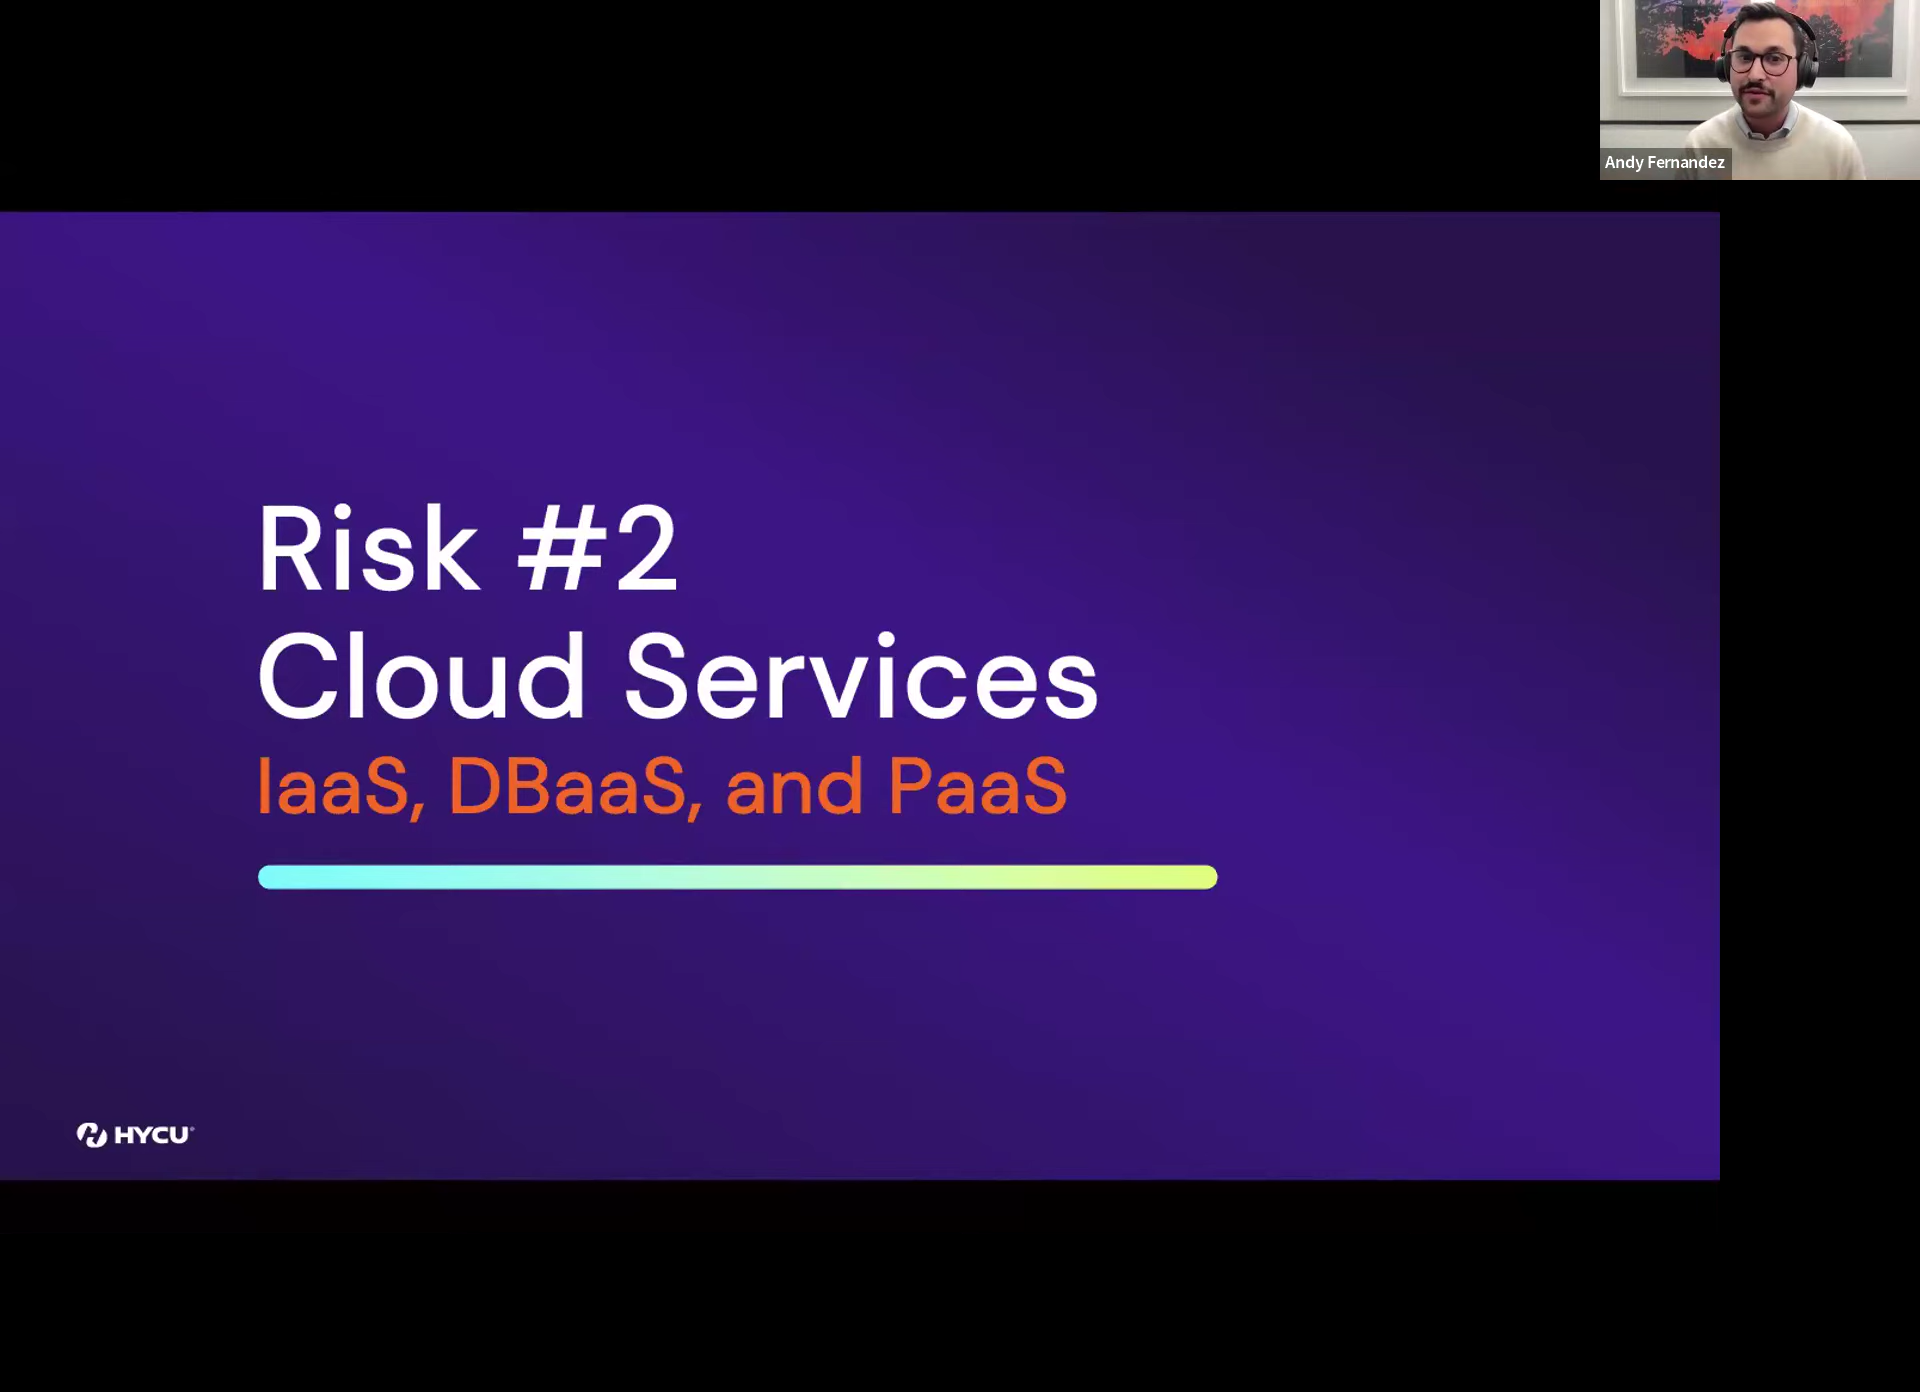 Andy Fernandez
Risk #2
Cloud Services
IaaS, DBaaS, and PaaS
HYCU®